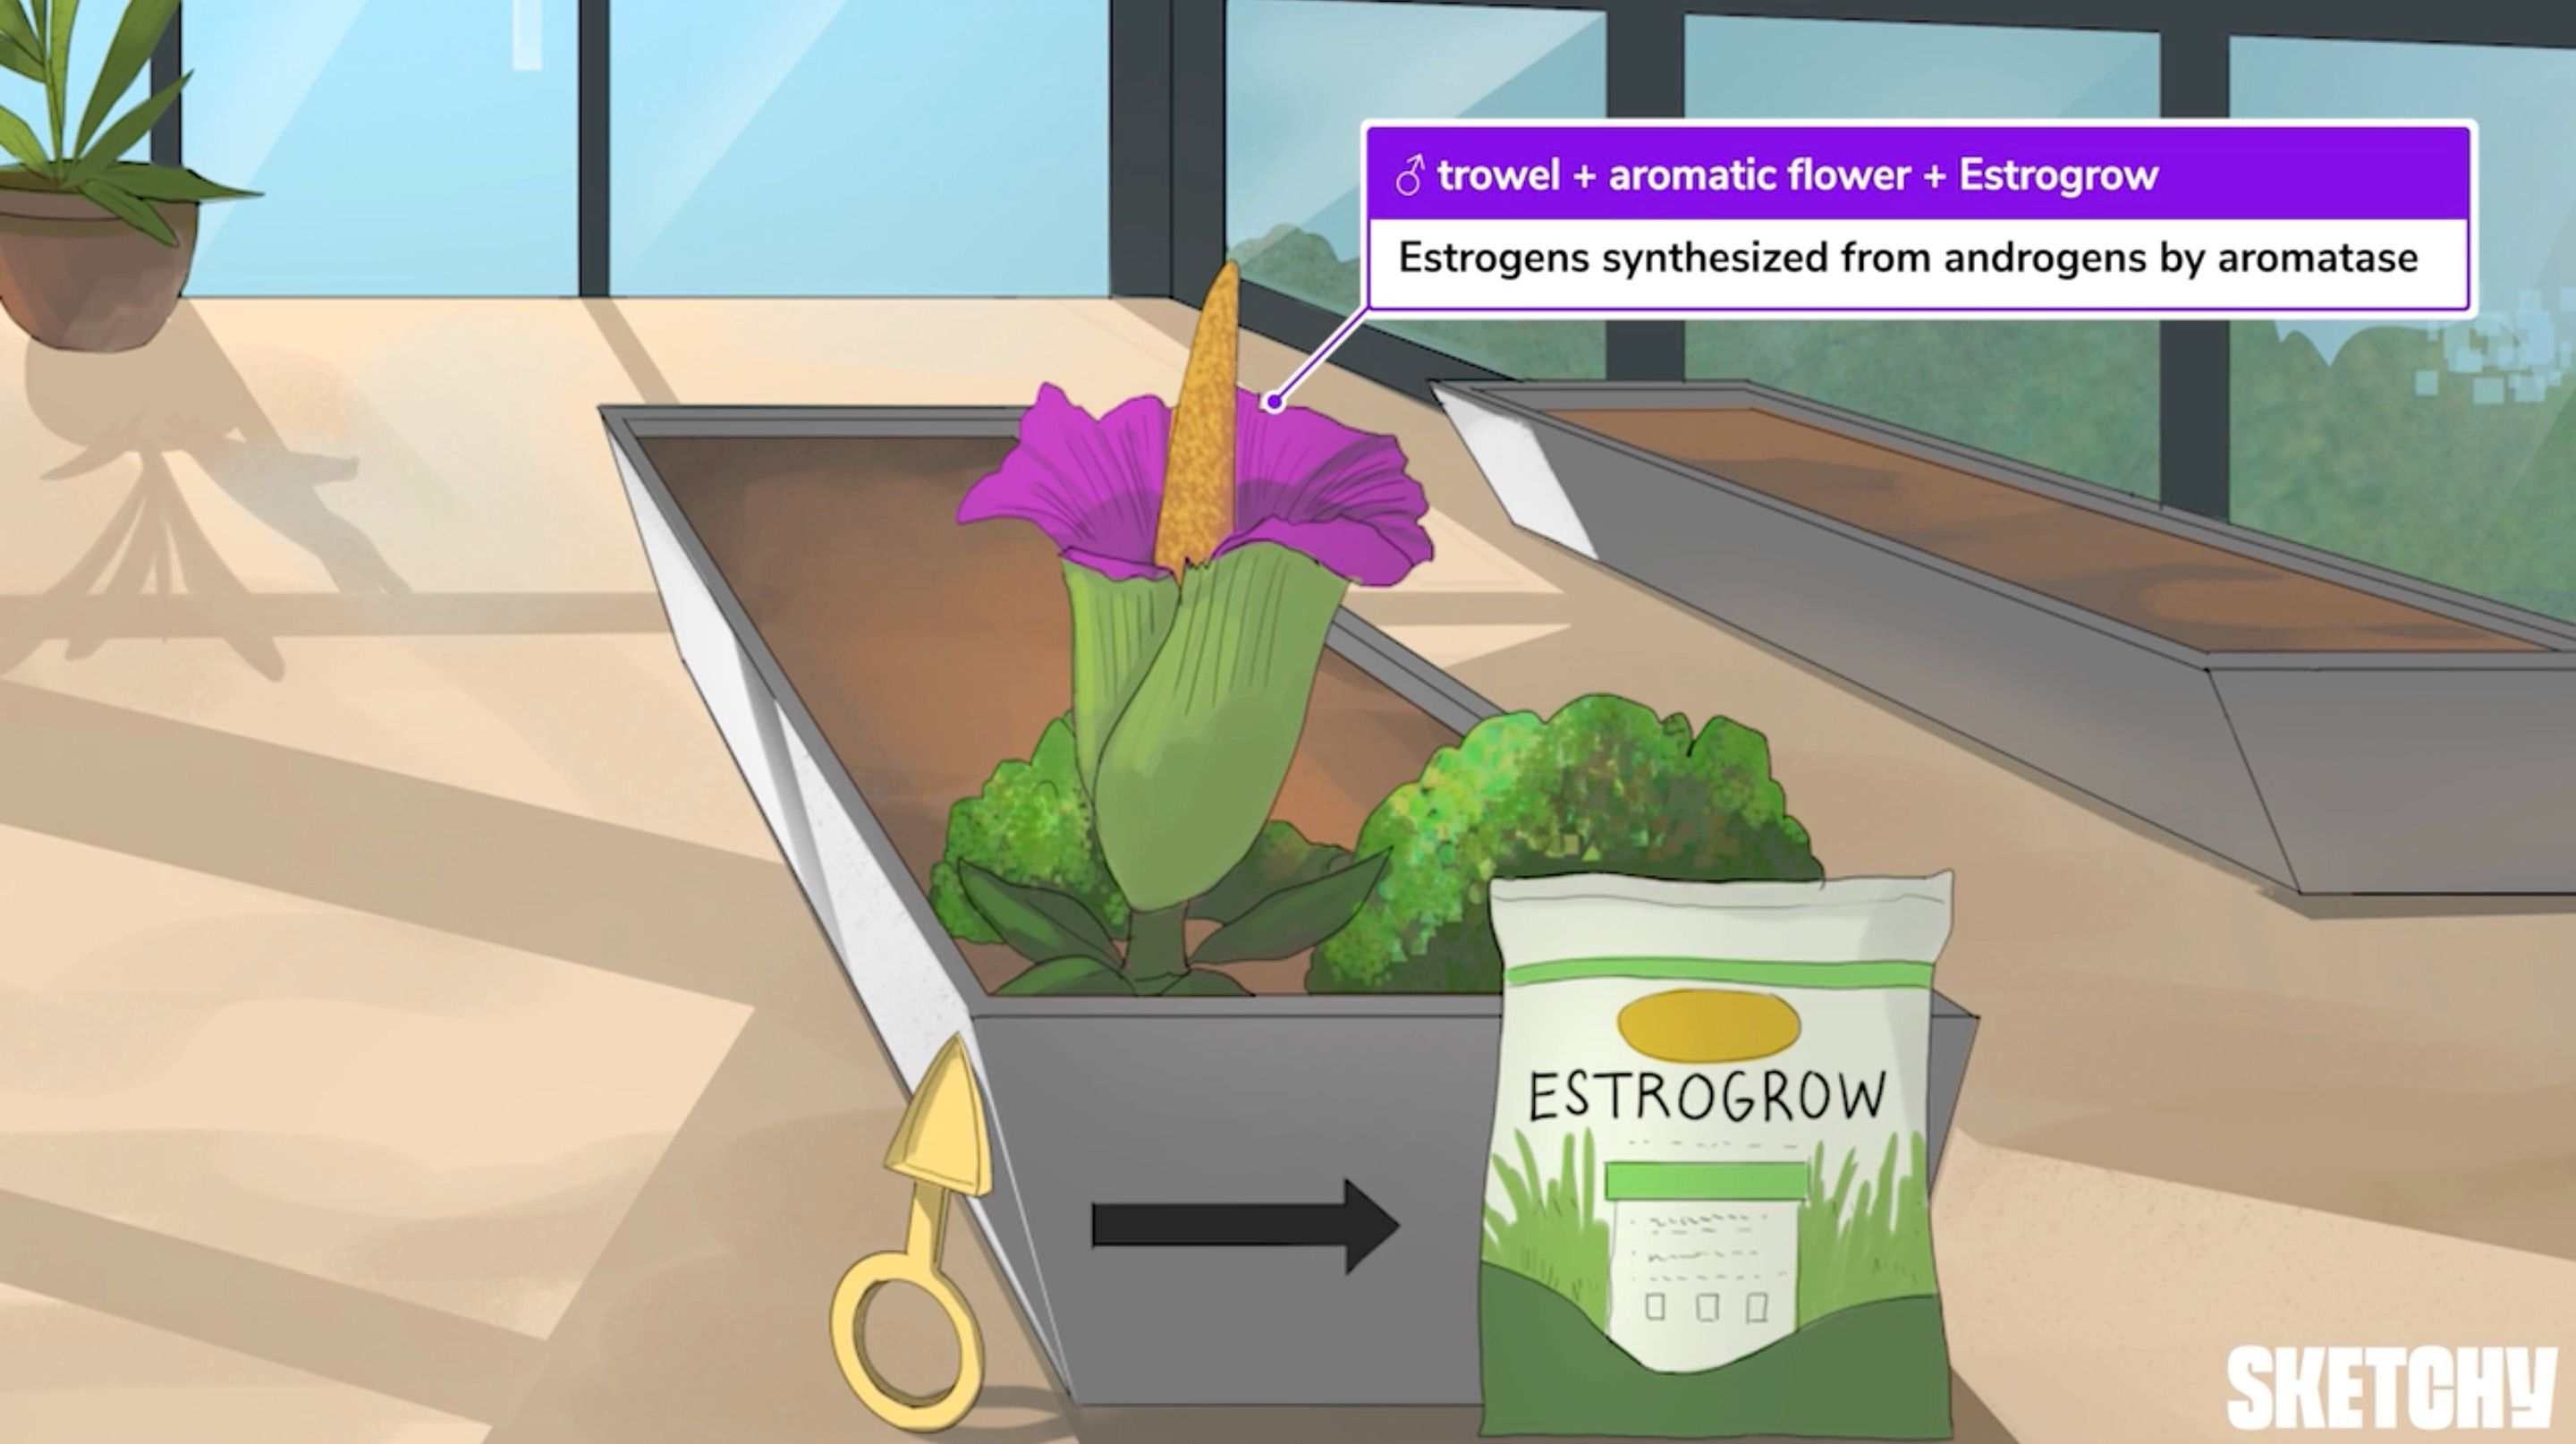 ♂ trowel + aromatic flower + Estrogrow
Estrogens synthesized from androgens by aromatase
ESTROGROW
SKETCHY